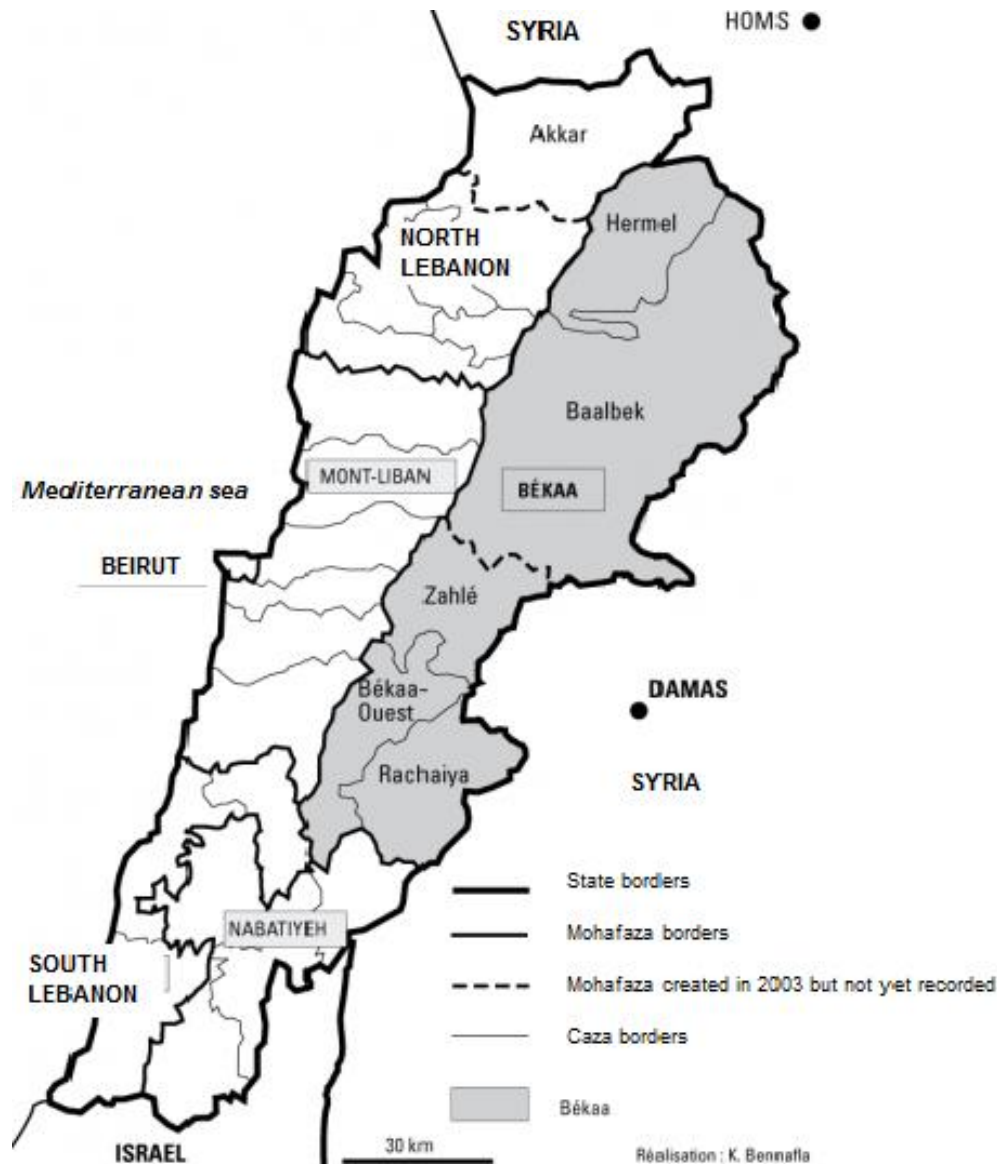 SYRIA
HOMS
Akkar
Hermel
NORTH
LEBANON
Baalbek
MONT-LIBAN
BÉKAA
Mediterranean sea
BEIRUT
Zahlé
Békaa-
Ouest
DAMAS
Rachaiya
SYRIA
State borders
NABATIYEH
Mohafaza borders
SOUTH
LEBANON
Mohafaza created in 2003 but not yet recorded
Caza borders
Békaa
ISRAEL
30 km
Réalisation : K. Bennafla